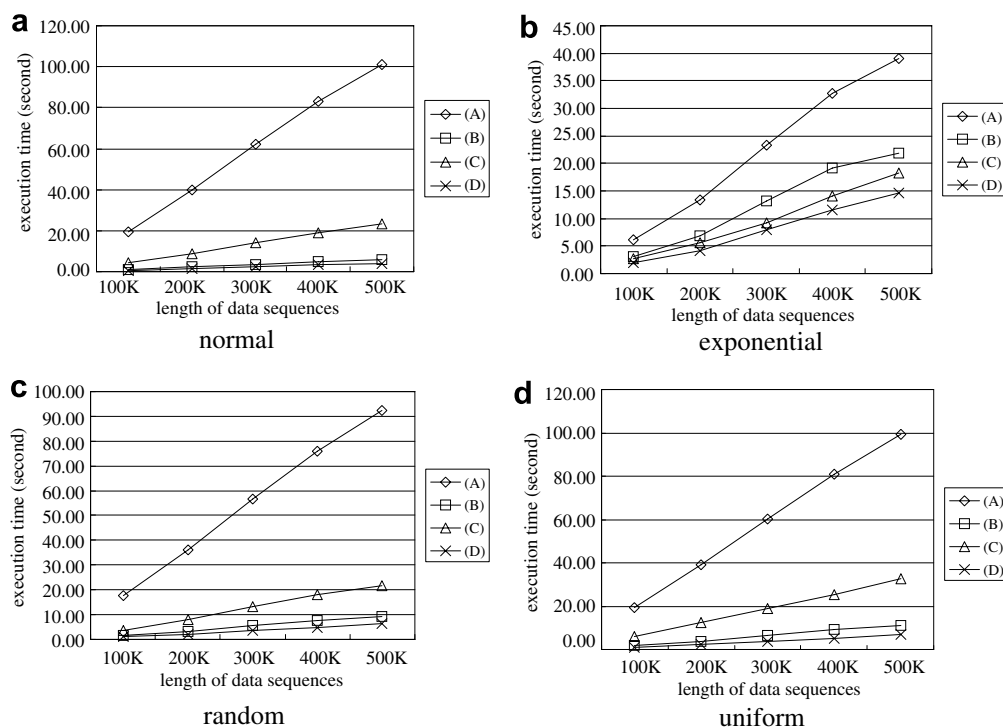 a
120.00
100.00
80.00
60.00
40.00
20.00
0.00
execution time (second)
100K 200K 300K 400K 500K
length of data sequences
(A)
(B)
(C)
(D)
normal
b
45.00
40.00
35.00
30.00
25.00
20.00
15.00
10.00
5.00
0.00
execution time (second)
100K 200K 300K 400K 500K
length of data sequences
(A)
(B)
(C)
(D)
exponential
c
100.00
90.00
80.00
70.00
60.00
50.00
40.00
30.00
20.00
10.00
0.00
execution time (second)
100K 200K 300K 400K 500K
length of data sequences
(A)
(B)
(C)
(D)
random
d
120.00
100.00
80.00
60.00
40.00
20.00
0.00
execution time (second)
100K 200K 300K 400K 500K
length of data sequences
(A)
(B)
(C)
(D)
uniform